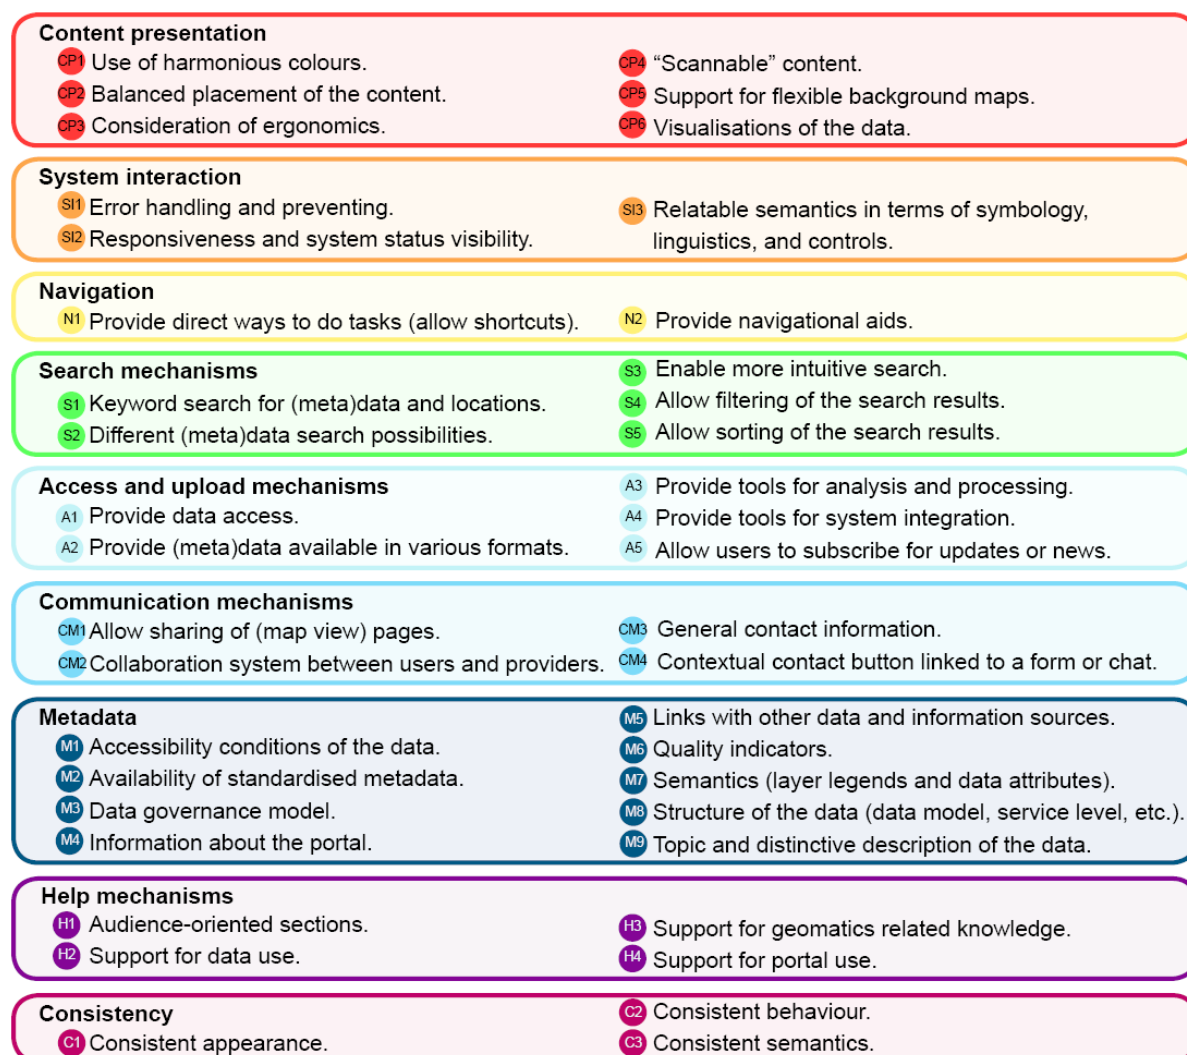 Content presentation
CP1 Use of harmonious colours.
CP2 Balanced placement of the content.
CP3 Consideration of ergonomics.
CP4 “Scannable” content.
CP5 Support for flexible background maps.
CP6 Visualisations of the data.
System interaction
SI1 Error handling and preventing.
SI2 Responsiveness and system status visibility.
SI3 Relatable semantics in terms of symbology,
linguistics, and controls.
Navigation
N1 Provide direct ways to do tasks (allow shortcuts).
N2 Provide navigational aids.
Search mechanisms
S1 Keyword search for (meta)data and locations.
S2 Different (meta)data search possibilities.
S3 Enable more intuitive search.
S4 Allow filtering of the search results.
S5 Allow sorting of the search results.
Access and upload mechanisms
A1 Provide data access.
A2 Provide (meta)data available in various formats.
A3 Provide tools for analysis and processing.
A4 Provide tools for system integration.
A5 Allow users to subscribe for updates or news.
Communication mechanisms
CM1 Allow sharing of (map view) pages.
CM2 Collaboration system between users and providers.
CM3 General contact information.
CM4 Contextual contact button linked to a form or chat.
Metadata
M1 Accessibility conditions of the data.
M2 Availability of standardised metadata.
M3 Data governance model.
M4 Information about the portal.
M5 Links with other data and information sources.
M6 Quality indicators.
M7 Semantics (layer legends and data attributes).
M8 Structure of the data (data model, service level, etc.).
M9 Topic and distinctive description of the data.
Help mechanisms
H1 Audience-oriented sections.
H2 Support for data use.
H3 Support for geomatics related knowledge.
H4 Support for portal use.
Consistency
C1 Consistent appearance.
C2 Consistent behaviour.
C3 Consistent semantics.